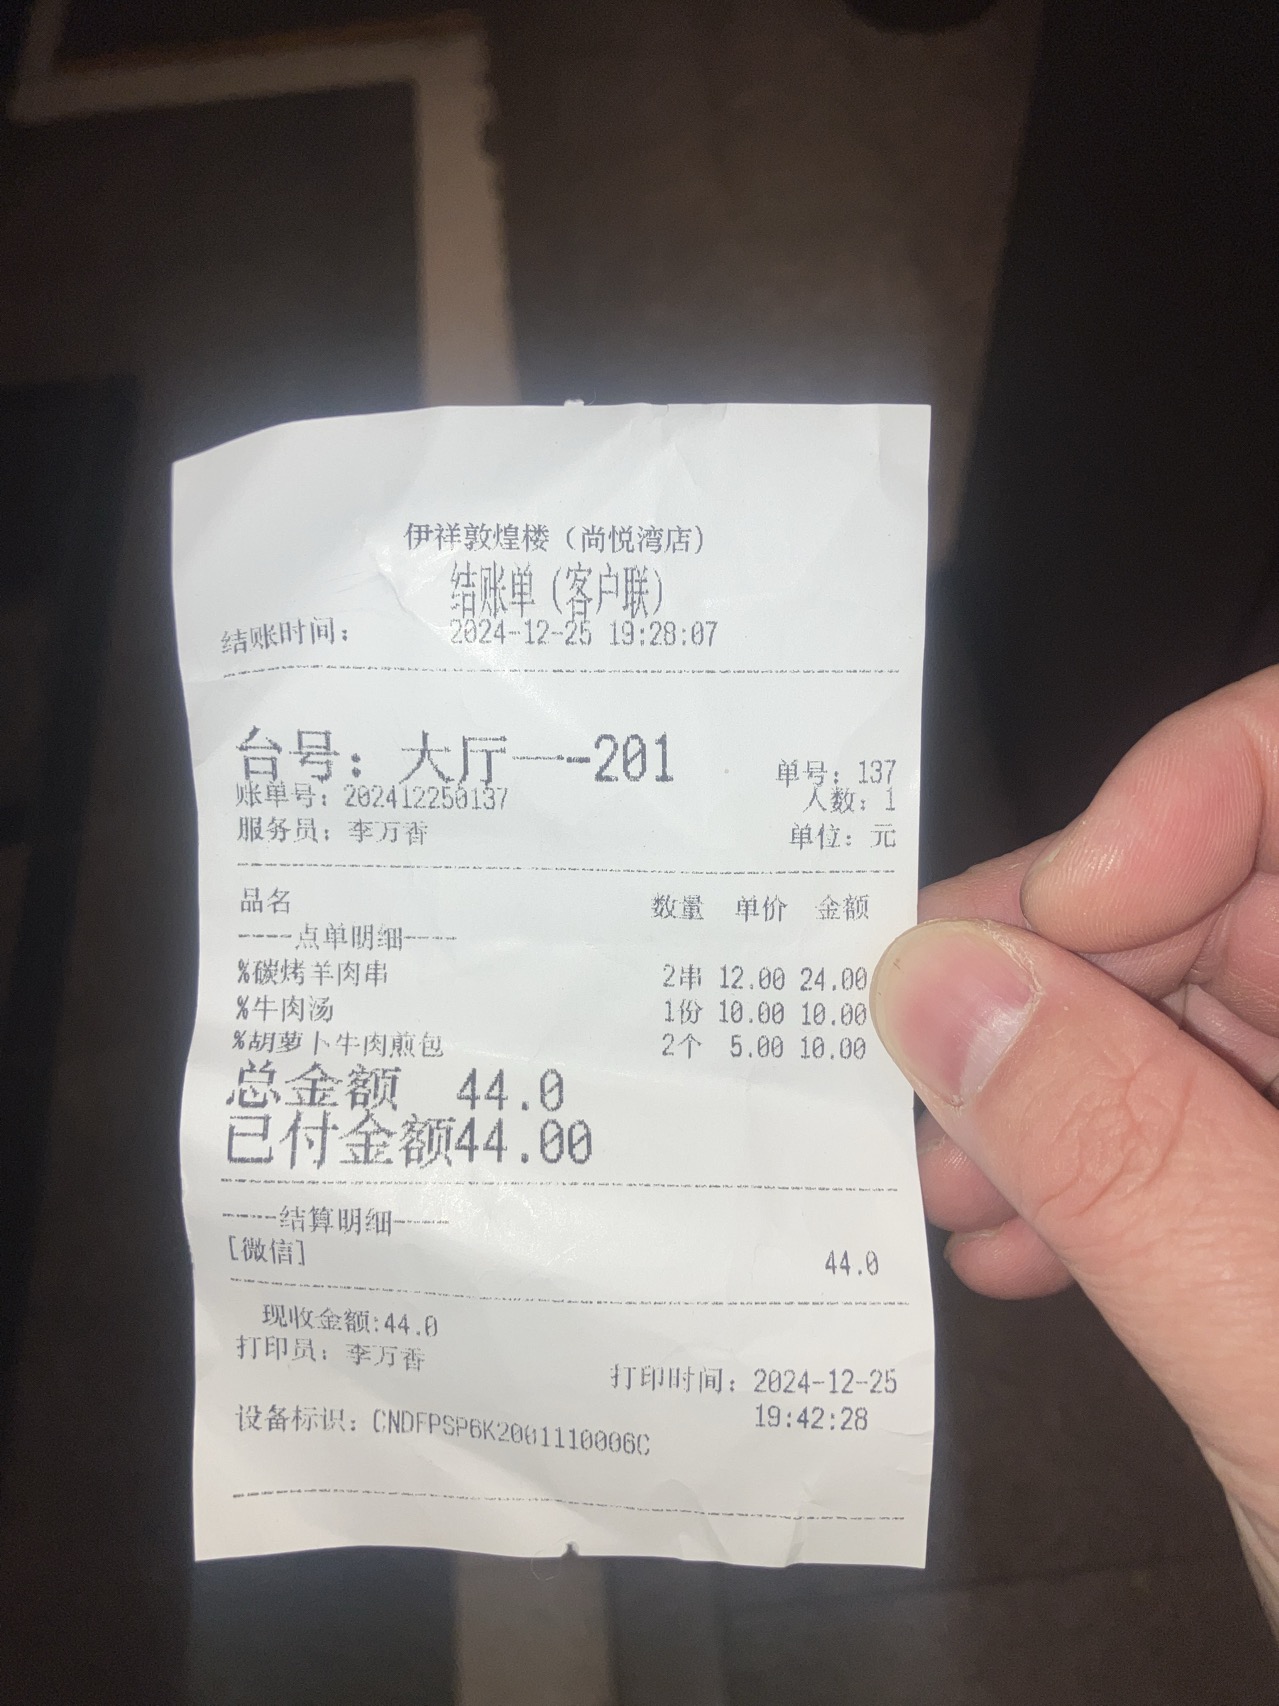 伊祥敦煌楼（尚悦湾店）
结账单（客户联）
结账时间： 2024-12-25 19:28:07
台号：大厅一--201
单号：137
账单号：202412250137 人数：1
服务员：李万香 单位：元
品名 数量 单价 金额
----点单明细----
%碳烤羊肉串 2串 12.00 24.00
%牛肉汤 1份 10.00 10.00
%胡萝卜牛肉煎包 2个 5.00 10.00
总金额 44.0
已付金额44.00
----结算明细----
[微信] 44.0
现收金额:44.0
打印员：李万香
打印时间：2024-12-25
19:42:28
设备标识：CNDFPSP6K2001110006C